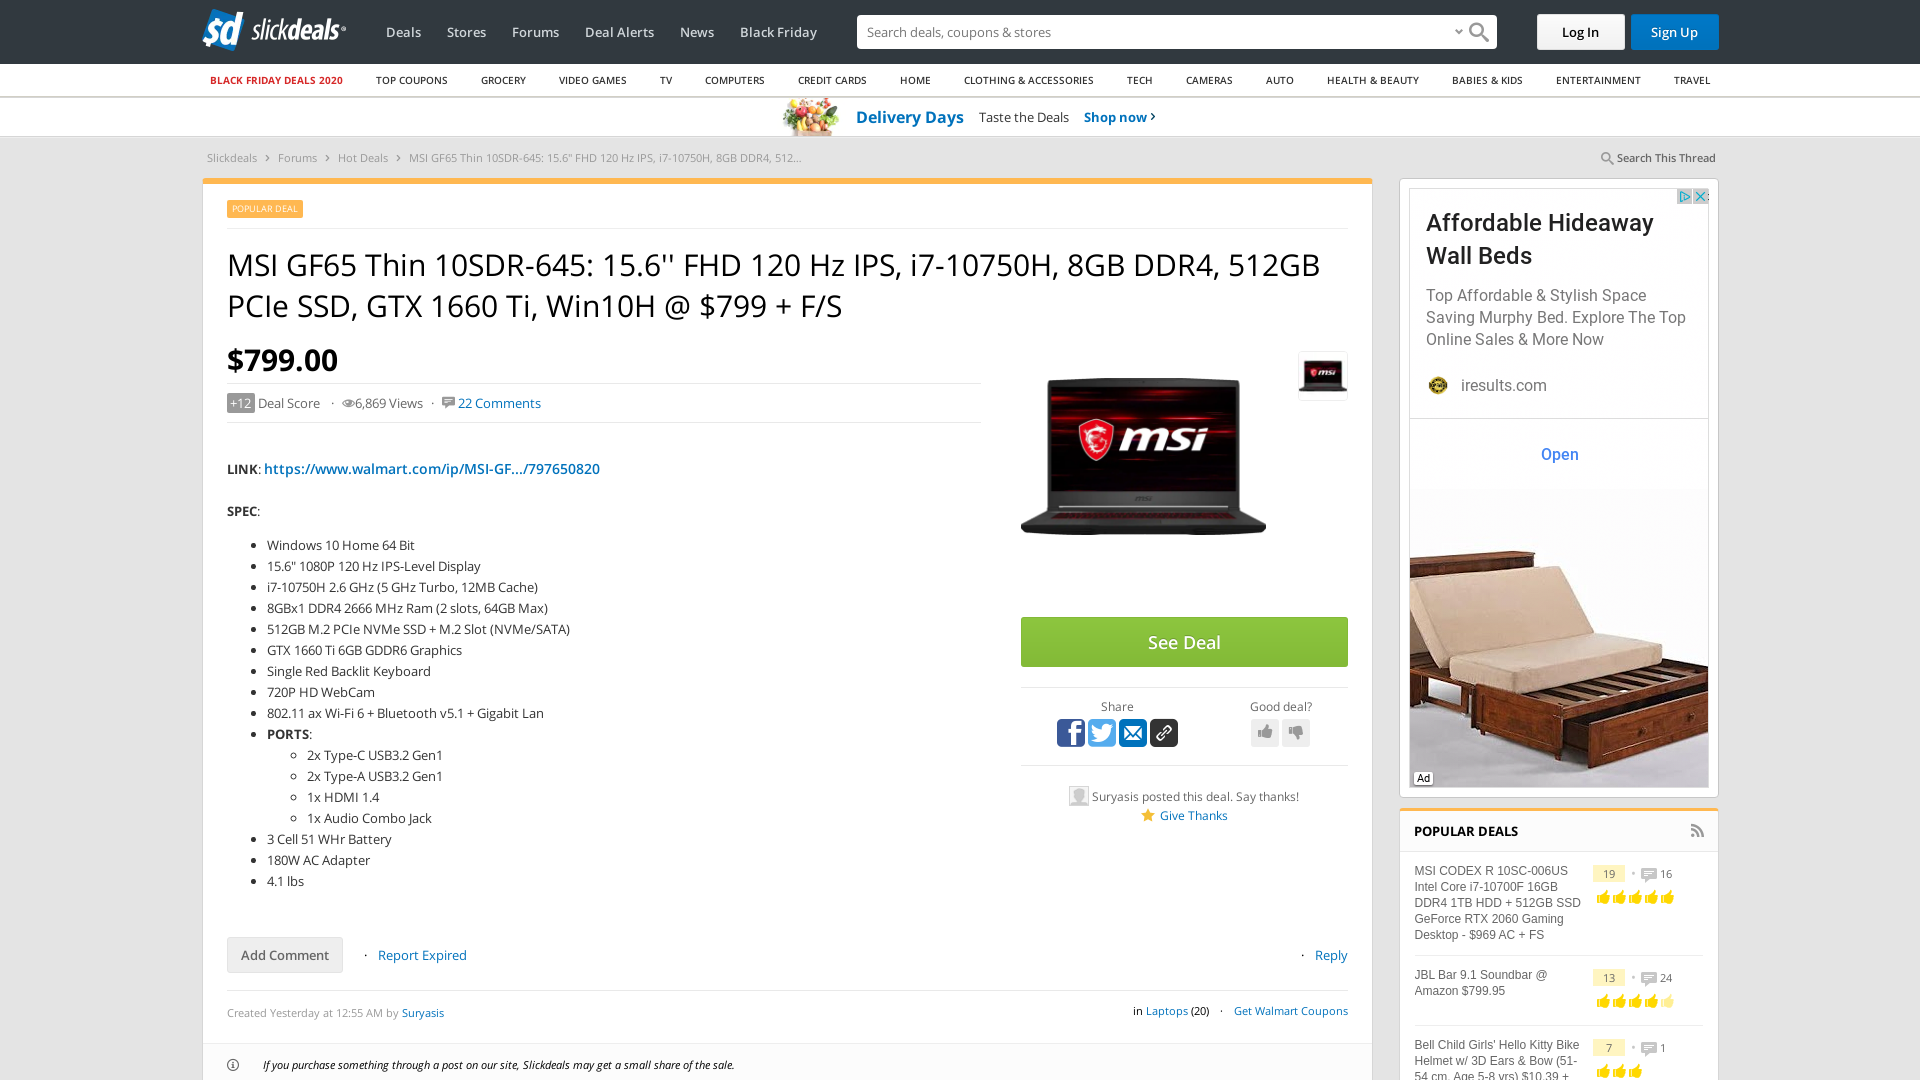 slickdeals
Deals
Stores
Forums
Deal Alerts
News
Black Friday
Search deals, coupons & stores
Log In
Sign Up
BLACK FRIDAY DEALS 2020
TOP COUPONS
GROCERY
VIDEO GAMES
TV
COMPUTERS
CREDIT CARDS
HOME
CLOTHING & ACCESSORIES
TECH
CAMERAS
AUTO
HEALTH & BEAUTY
BABIES & KIDS
ENTERTAINMENT
TRAVEL
Delivery Days Taste the Deals Shop now ›
Slickdeals › Forums › Hot Deals › MSI GF65 Thin 10SDR-645: 15.6'' FHD 120 Hz IPS, i7-10750H, 8GB DDR4, 512...
Search This Thread
POPULAR DEAL
MSI GF65 Thin 10SDR-645: 15.6'' FHD 120 Hz IPS, i7-10750H, 8GB DDR4, 512GB
PCIe SSD, GTX 1660 Ti, Win10H @ $799 + F/S
$799.00
+12 Deal Score · 6,869 Views · 22 Comments
LINK: https://www.walmart.com/ip/MSI-GF.../797650820
SPEC:
• Windows 10 Home 64 Bit
• 15.6" 1080P 120 Hz IPS-Level Display
• i7-10750H 2.6 GHz (5 GHz Turbo, 12MB Cache)
• 8GBx1 DDR4 2666 MHz Ram (2 slots, 64GB Max)
• 512GB M.2 PCIe NVMe SSD + M.2 Slot (NVMe/SATA)
• GTX 1660 Ti 6GB GDDR6 Graphics
• Single Red Backlit Keyboard
• 720P HD WebCam
• 802.11 ax Wi-Fi 6 + Bluetooth v5.1 + Gigabit Lan
• PORTS:
◦ 2x Type-C USB3.2 Gen1
◦ 2x Type-A USB3.2 Gen1
◦ 1x HDMI 1.4
◦ 1x Audio Combo Jack
• 3 Cell 51 WHr Battery
• 180W AC Adapter
• 4.1 lbs
msi
msi
msi
See Deal
Share
Good deal?
Suryasis posted this deal. Say thanks!
Give Thanks
Add Comment · Report Expired
· Reply
Created Yesterday at 12:55 AM by Suryasis
in Laptops (20) · Get Walmart Coupons
If you purchase something through a post on our site, Slickdeals may get a small share of the sale.
Affordable Hideaway
Wall Beds
Top Affordable & Stylish Space
Saving Murphy Bed. Explore The Top
Online Sales & More Now
iresults.com
Open
Ad
POPULAR DEALS
MSI CODEX R 10SC-006US
Intel Core i7-10700F 16GB
DDR4 1TB HDD + 512GB SSD
GeForce RTX 2060 Gaming
Desktop - $969 AC + FS
19 • 16
JBL Bar 9.1 Soundbar @
Amazon $799.95
13 • 24
Bell Child Girls' Hello Kitty Bike
Helmet w/ 3D Ears & Bow (51-
54 cm, Age 5-8 yrs) $10.39 +
7 • 1